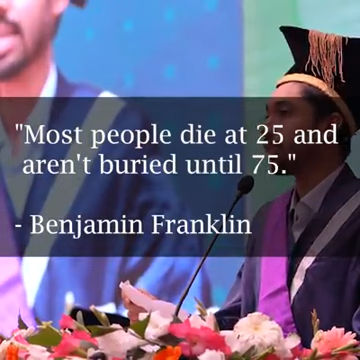 "Most people die at 25 and
aren't buried until 75."
- Benjamin Franklin